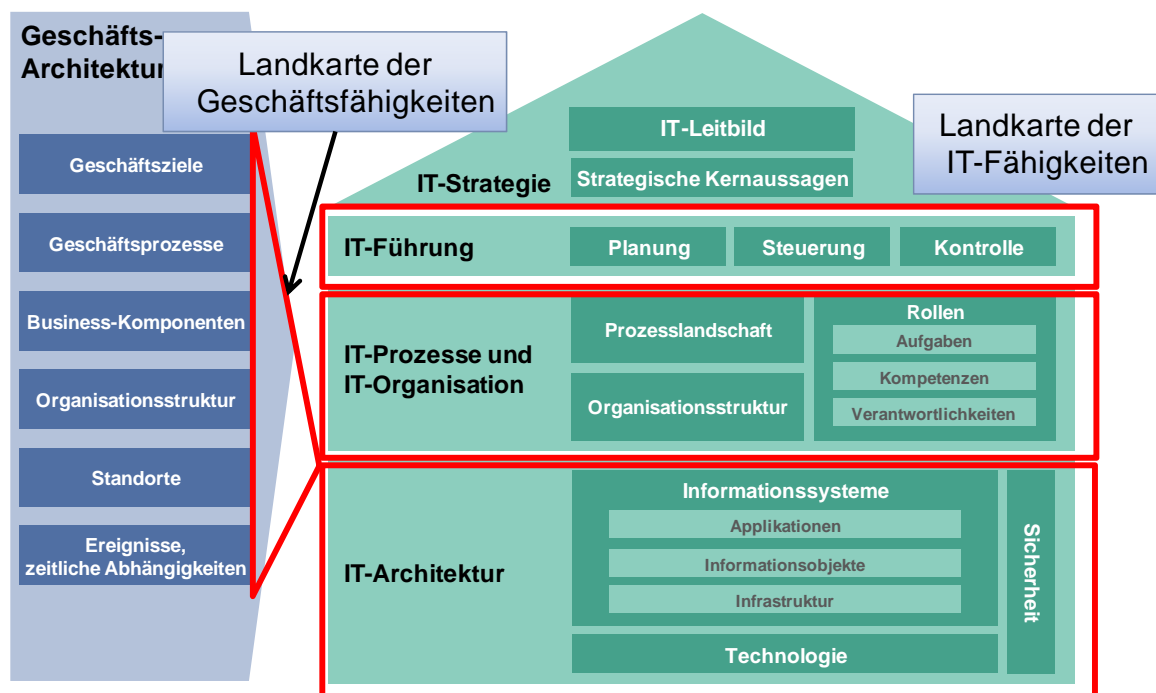 Geschäfts-
Architektur
Landkarte der
Geschäftsfähigkeiten
Geschäftsziele
Geschäftsprozesse
Business-Komponenten
Organisationsstruktur
Standorte
Ereignisse,
zeitliche Abhängigkeiten
Landkarte der
IT-Fähigkeiten
IT-Strategie
IT-Leitbild
Strategische Kernaussagen
IT-Führung
Planung
Steuerung
Kontrolle
IT-Prozesse und
IT-Organisation
Prozesslandschaft
Organisationsstruktur
Rollen
Aufgaben
Kompetenzen
Verantwortlichkeiten
IT-Architektur
Informationssysteme
Applikationen
Informationsobjekte
Infrastruktur
Technologie
Sicherheit